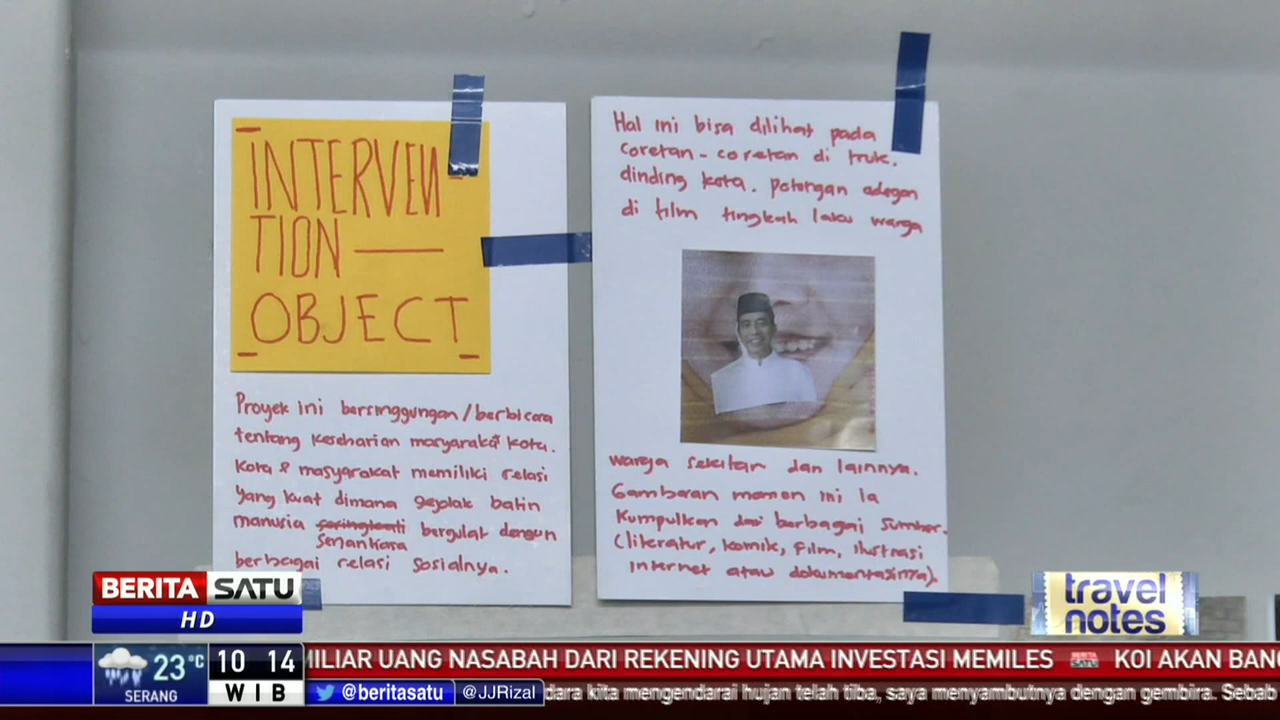 INTERVEN
TION —
OBJECT
Proyek ini bersinggungan/berbicara
tentang keseharian masyarakat kota.
Kota & masyarakat memiliki relasi
yang kuat dimana gejolak batin
manusia bergulat dengan
senankasa
berbagai relasi sosialnya.
Hal ini bisa dilihat pada
coretan-coretan di truk.
dinding kota. potongan adegan
di film tingkah laku warga
warga sekitar dan lainnya.
Gambaran momen ini Ia
kumpulkan dari berbagai sumber.
(literatur, komik, film, ilustrasi
internet atau dokumentasinya).
BERITA SATU
HD
travel
notes
23°C
SERANG
10 14
WIB
MILIAR UANG NASABAH DARI REKENING UTAMA INVESTASI MEMILES BERITA SATU KOI AKAN BANG
@beritasatu @JJRizal dara kita mengendarai hujan telah tiba, saya menyambutnya dengan gembira. Sebab